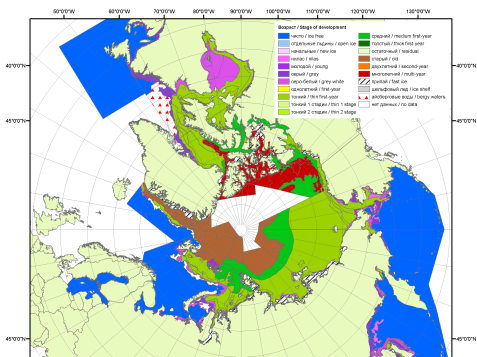 50°0'0"W 60°0'0"W 70°0'0"W 80°0'0"W 90°0'0"W 100°0'0"W 110°0'0"W 120°0'0"W 130°0'0"W
Возраст / Stage of development
чисто / ice free
отдельные льдины / open ice
начальные / new ice
нилас / nilas
молодой / young
серый / grey
серо-белый / grey-white
однолетний / first-year
тонкий / thin first-year
тонкий 1 стадии / thin 1 stage
тонкий 2 стадии / thin 2 stage
средний / medium first-year
толстый / thick first year
остаточный / residual
старый / old
двухлетний / second-year
многолетний / multi-year
припай / fast ice
шельфовый лед / ice shelf
айсберговые воды / bergy waters
нет данных / no data
40°0'0"N
40°0'0"N
45°0'0"N
45°0'0"N
45°0'0"N
45°0'0"N